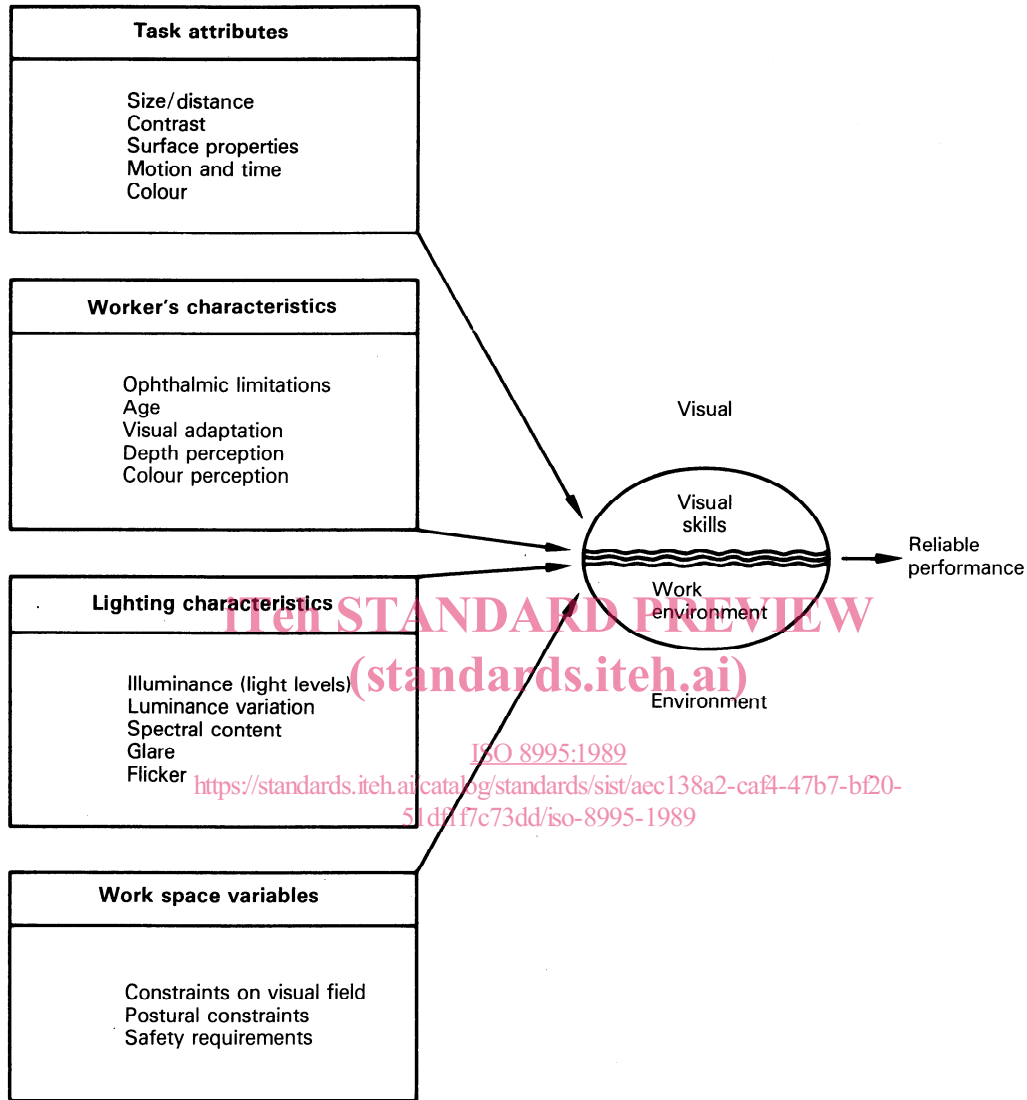 Task attributes
Size/distance
Contrast
Surface properties
Motion and time
Colour
Worker's characteristics
Ophthalmic limitations
Age
Visual adaptation
Depth perception
Colour perception
Lighting characteristics
Illuminance (light levels)
Luminance variation
Spectral content
Glare
Flicker
Work space variables
Constraints on visual field
Postural constraints
Safety requirements
Visual
Visual
skills
Work
environment
Environment
Reliable
performance
iTeh STANDARD PREVIEW
(standards.iteh.ai)
ISO 8995:1989
https://standards.iteh.ai/catalog/standards/sist/aec138a2-caf4-47b7-bf20-
51df1f7c73dd/iso-8995-1989